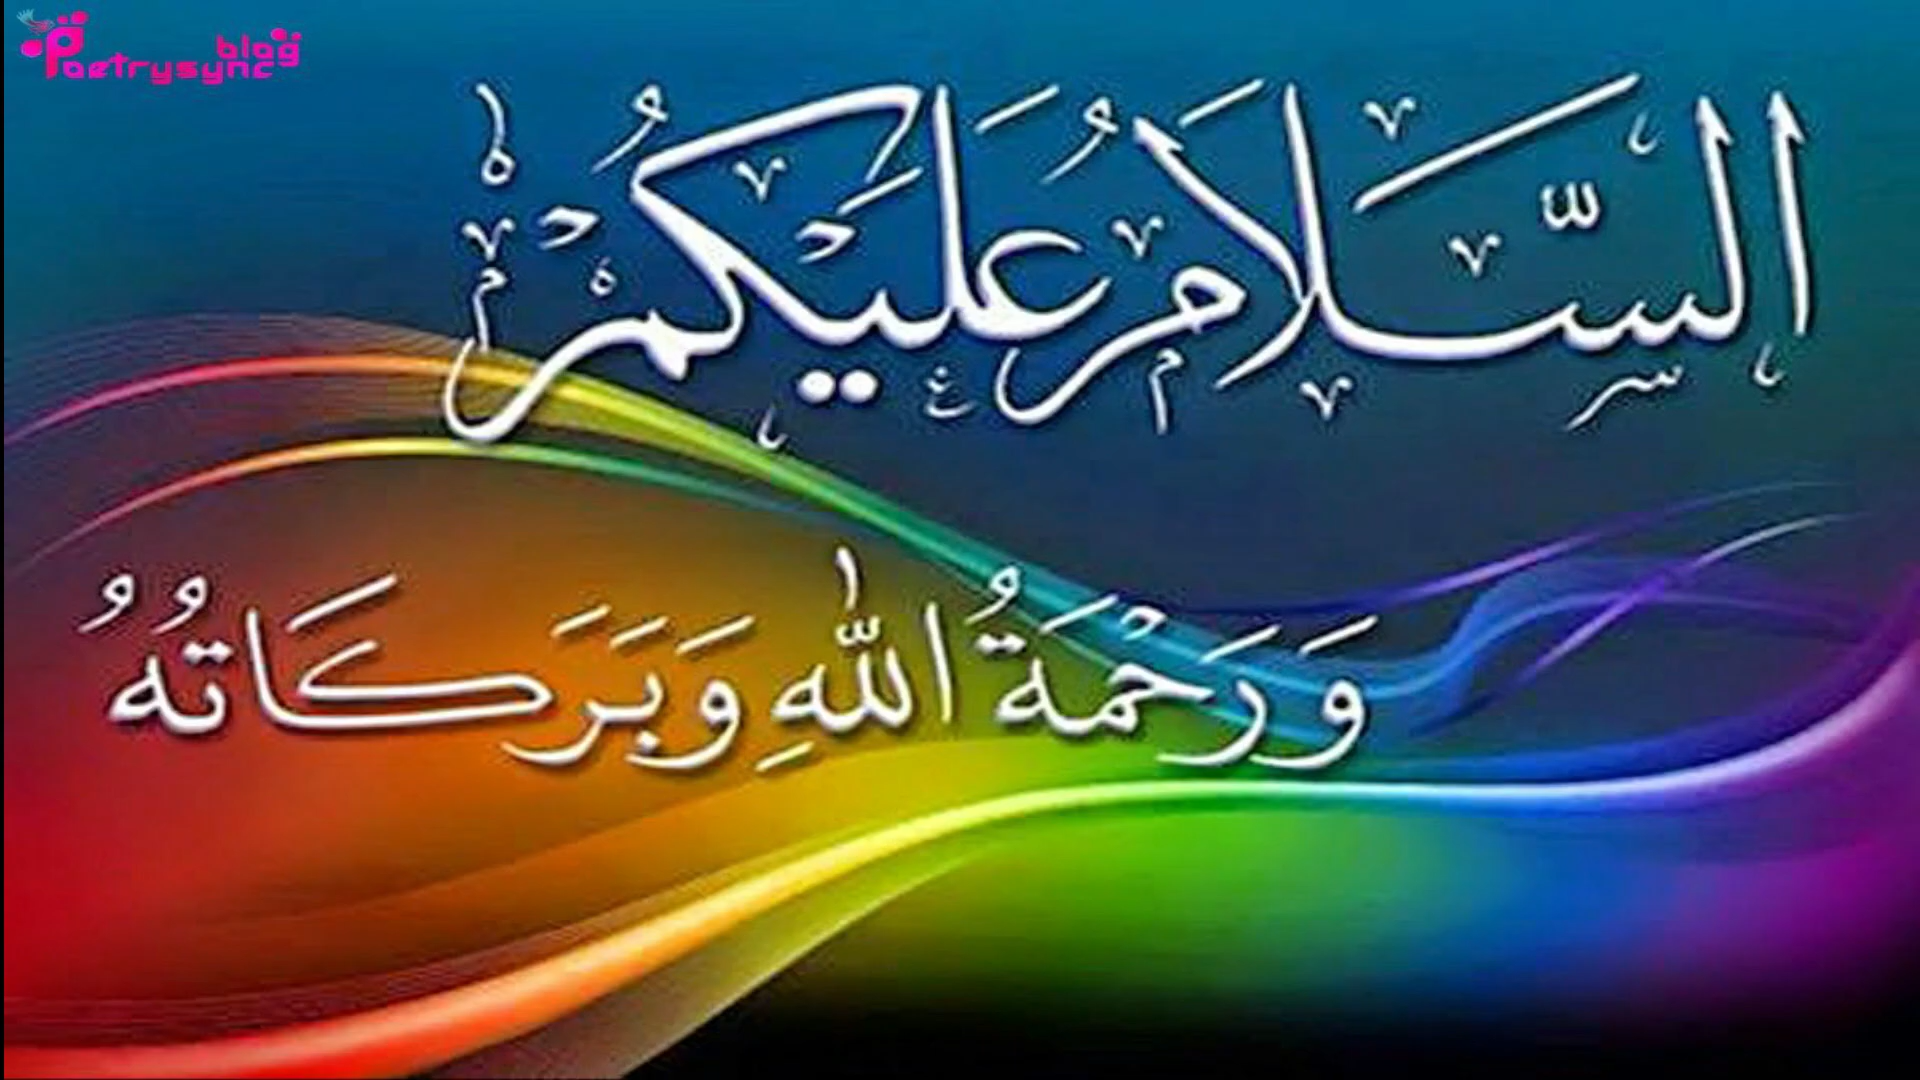 Poetrysync blog
السَّلَامُ عَلَيْكُمْ
وَرَحْمَةُ اللهِ وَبَرَكَاتُهُ